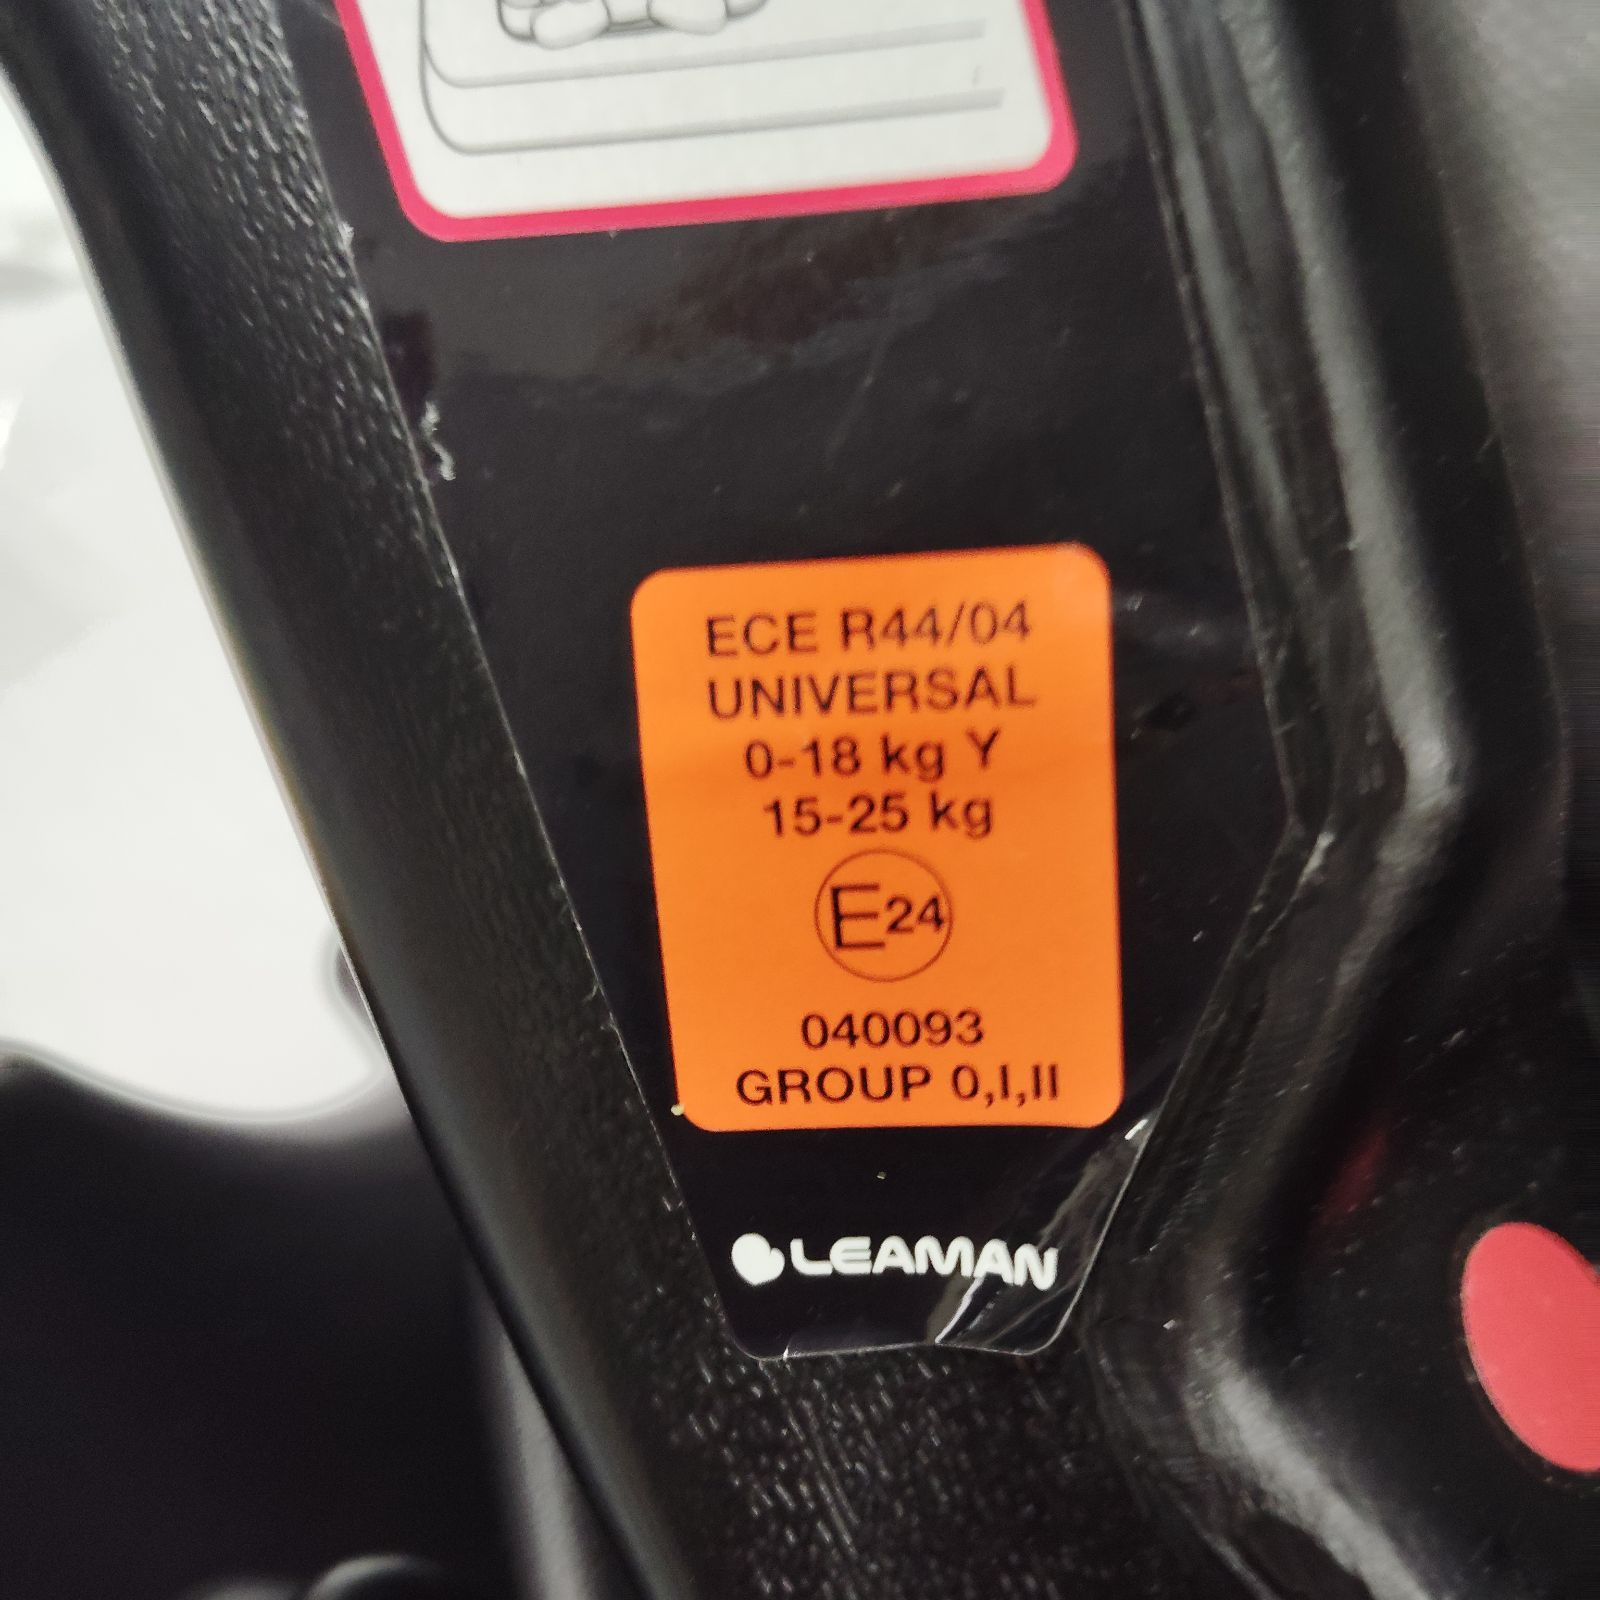 ECE R44/04
UNIVERSAL
0-18 kg Y
15-25 kg
E24
040093
GROUP 0,I,II
LEAMAN